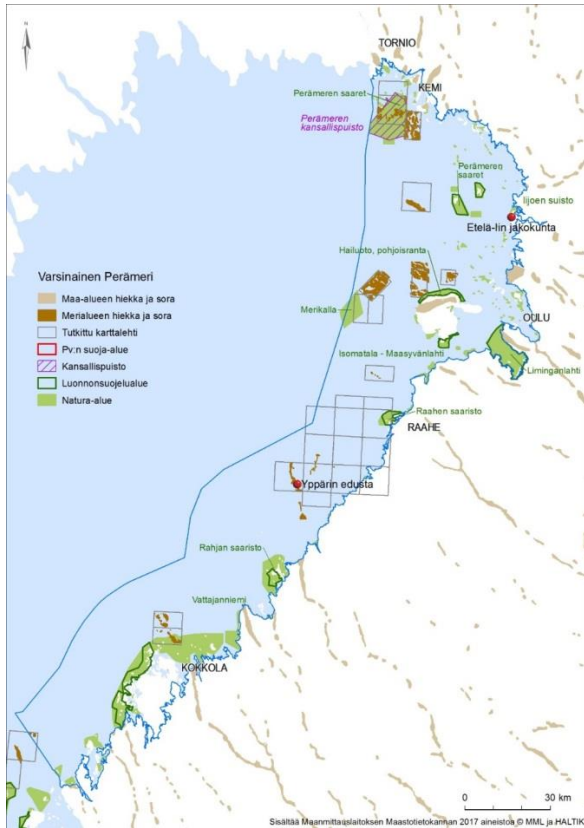 N
TORNIO
KEMI
Perämeren saaret
Perämeren
kansallispuisto
Perämeren
saaret
Iijoen suisto
Etelä-Iin jakokunta
Hailuoto, pohjoisranta
Varsinainen Perämeri
Maa-alueen hiekka ja sora
Merialueen hiekka ja sora
Tutkittu karttalehti
Pv:n suoja-alue
Kansallispuisto
Luonnonsuojelualue
Natura-alue
Merikalla
OULU
Isomatala - Maasyvänlahti
Liminganlahti
Raahen saaristo
RAAHE
Yppärin edusta
Rahjan saaristo
Vattajanniemi
KOKKOLA
0 30 km
Sisältää Maanmittauslaitoksen Maastotietokannan 2017 aineistoa © MML ja HALTIK